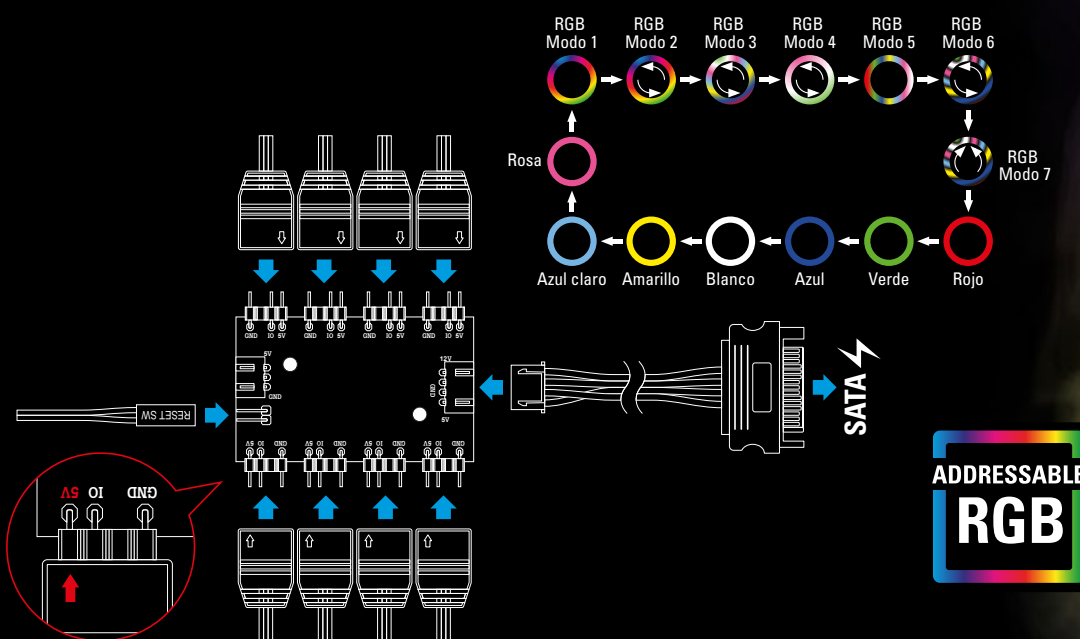 RGB
Modo 1
RGB
Modo 2
RGB
Modo 3
RGB
Modo 4
RGB
Modo 5
RGB
Modo 6
RGB
Modo 7
Rosa
Azul claro
Amarillo
Blanco
Azul
Verde
Rojo
GND IO 5V
GND IO 5V
GND IO 5V
GND IO 5V
5V
GND
12V
GND
5V
RESET SW
SATA
5V IO GND
5V IO GND
5V IO GND
5V IO GND
5V IO GND
ADDRESSABLE
RGB